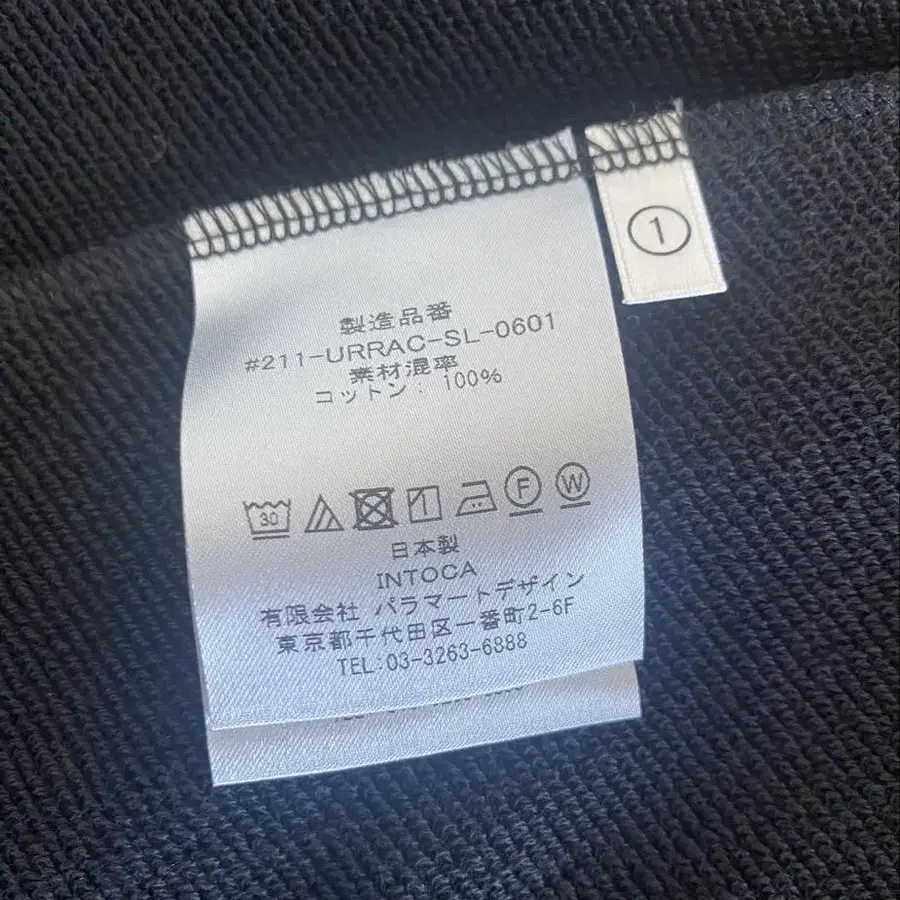 1
製造品番
#211-URRAC-SL-0601
素材混率
コットン: 100%
30 F W
日本製
INTOCA
有限会社 パラマートデザイン
東京都千代田区一番町2-6F
TEL:03-3263-6888